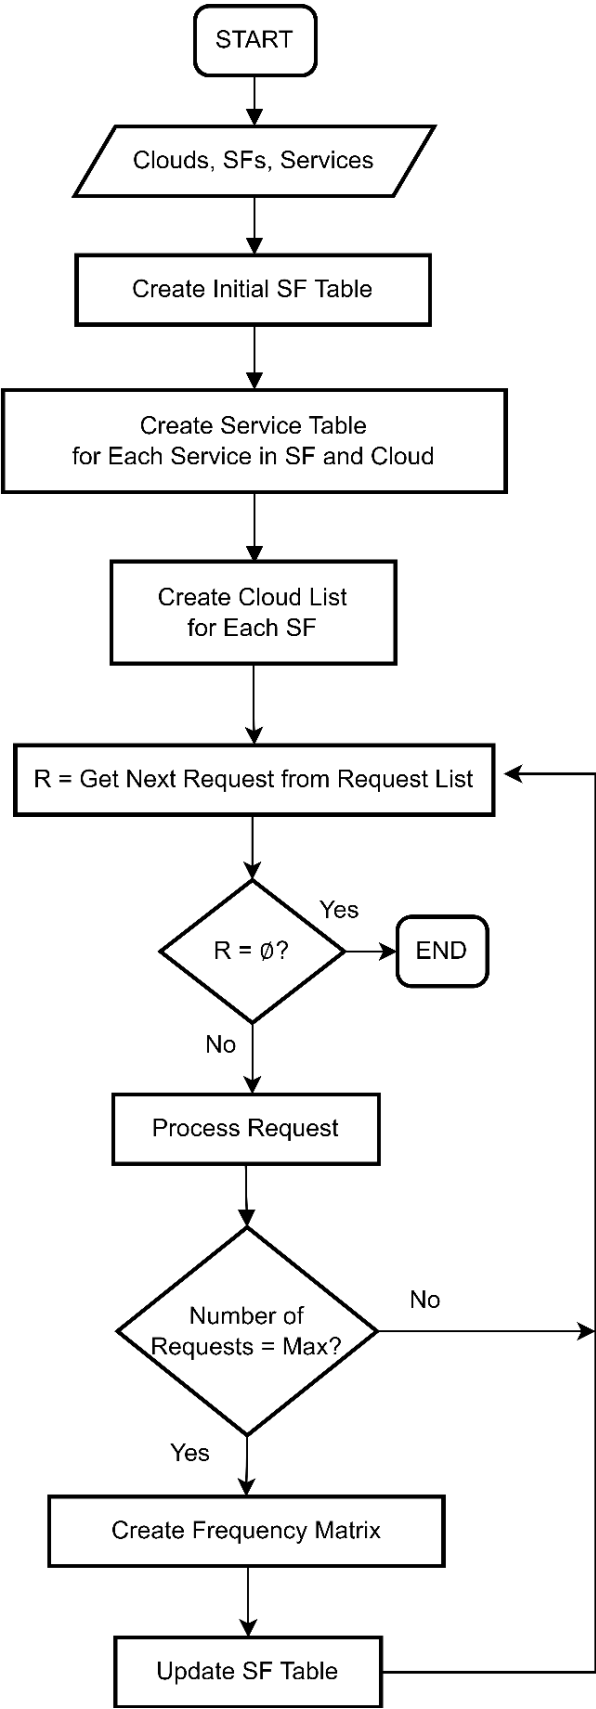 START
Clouds, SFs, Services
Create Initial SF Table
Create Service Table
for Each Service in SF and Cloud
Create Cloud List
for Each SF
R = Get Next Request from Request List
Yes
R = ∅?
END
No
Process Request
No
Number of
Requests = Max?
Yes
Create Frequency Matrix
Update SF Table